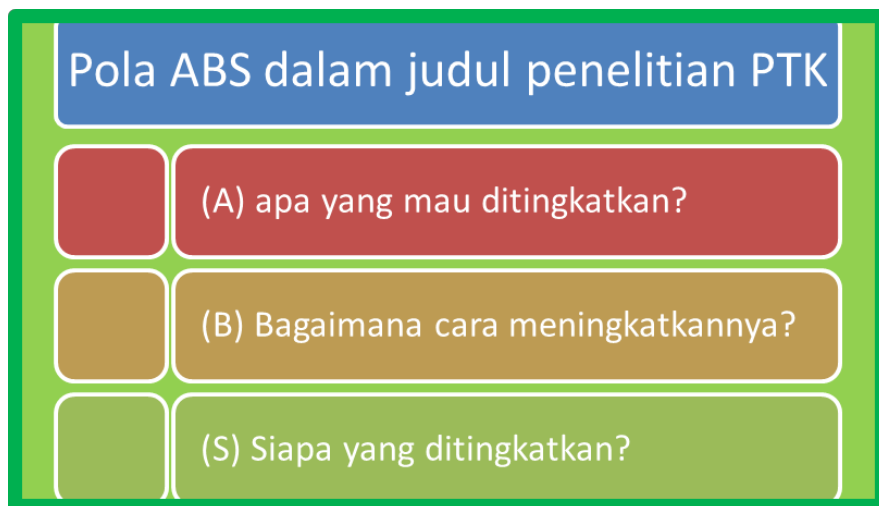 Pola ABS dalam judul penelitian PTK
(A) apa yang mau ditingkatkan?
(B) Bagaimana cara meningkatkannya?
(S) Siapa yang ditingkatkan?